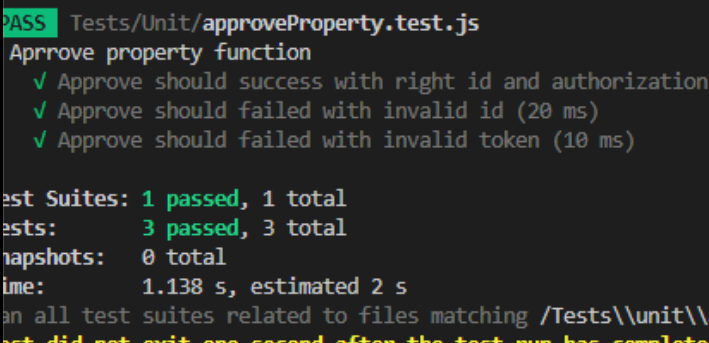 PASS Tests/Unit/approveProperty.test.js
Aprrove property function
√ Approve should success with right id and authorization
√ Approve should failed with invalid id (20 ms)
√ Approve should failed with invalid token (10 ms)
est Suites: 1 passed, 1 total
ests: 3 passed, 3 total
napshots: 0 total
ime: 1.138 s, estimated 2 s
an all test suites related to files matching /Tests\\unit\\
est did not exit one second after the test run has complete